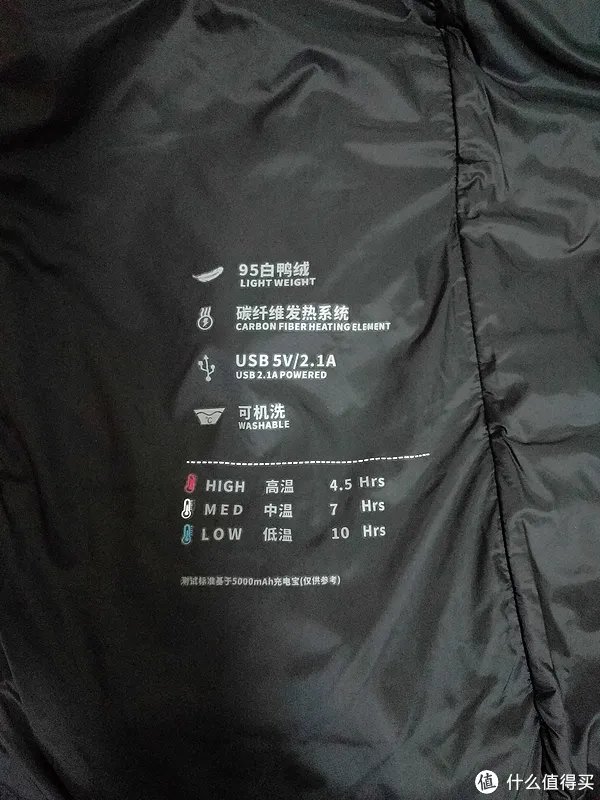 95白鸭绒
LIGHT WEIGHT
碳纤维发热系统
CARBON FIBER HEATING ELEMENT
USB 5V/2.1A
USB 2.1A POWERED
可机洗
WASHABLE
HIGH 高温 4.5 Hrs
MED 中温 7 Hrs
LOW 低温 10 Hrs
测试标准基于5000mAh充电宝(仅供参考)
值 什么值得买